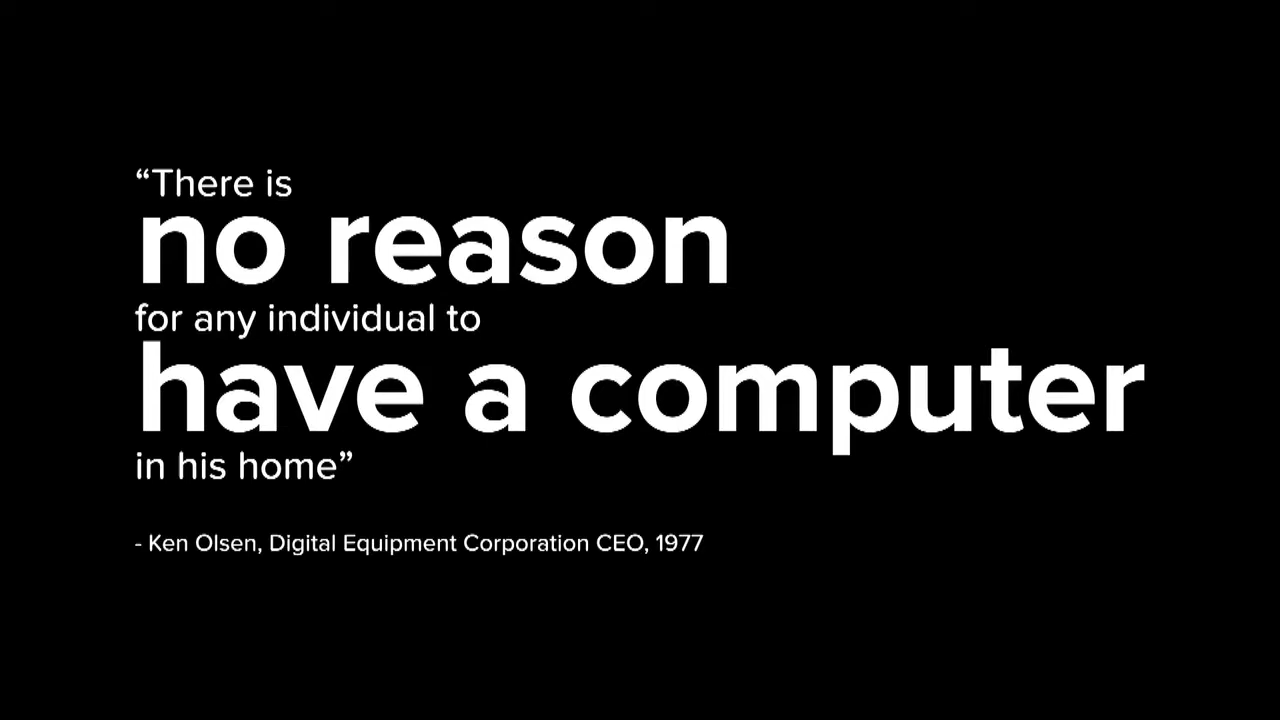 “There is
no reason
for any individual to
have a computer
in his home”
- Ken Olsen, Digital Equipment Corporation CEO, 1977